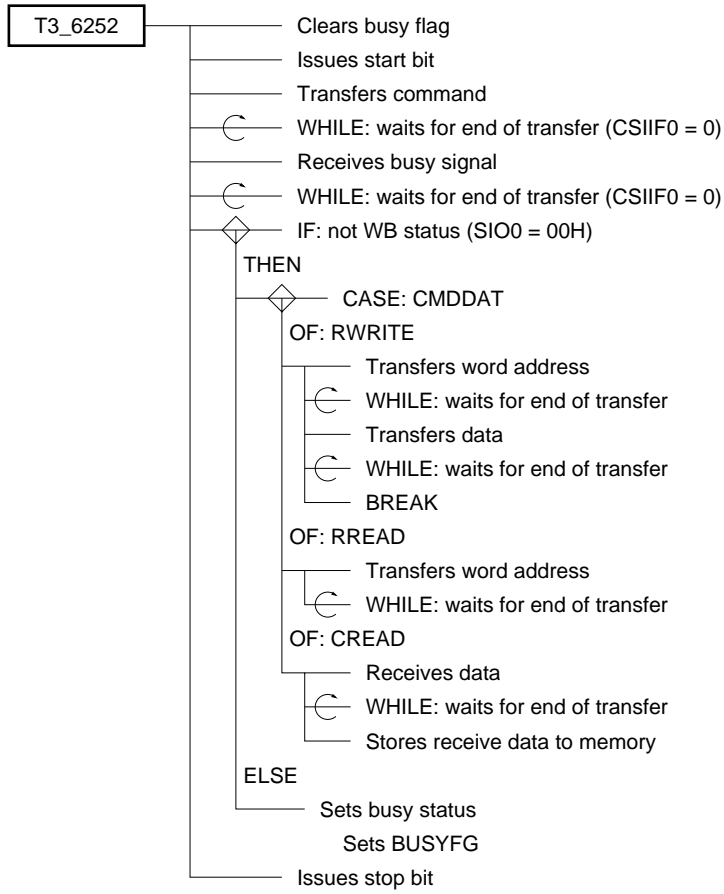 T3_6252
Clears busy flag
Issues start bit
Transfers command
WHILE: waits for end of transfer (CSIIF0 = 0)
Receives busy signal
WHILE: waits for end of transfer (CSIIF0 = 0)
IF: not WB status (SIO0 = 00H)
THEN
CASE: CMDDAT
OF: RWRITE
Transfers word address
WHILE: waits for end of transfer
Transfers data
WHILE: waits for end of transfer
BREAK
OF: RREAD
Transfers word address
WHILE: waits for end of transfer
OF: CREAD
Receives data
WHILE: waits for end of transfer
Stores receive data to memory
ELSE
Sets busy status
Sets BUSYFG
Issues stop bit